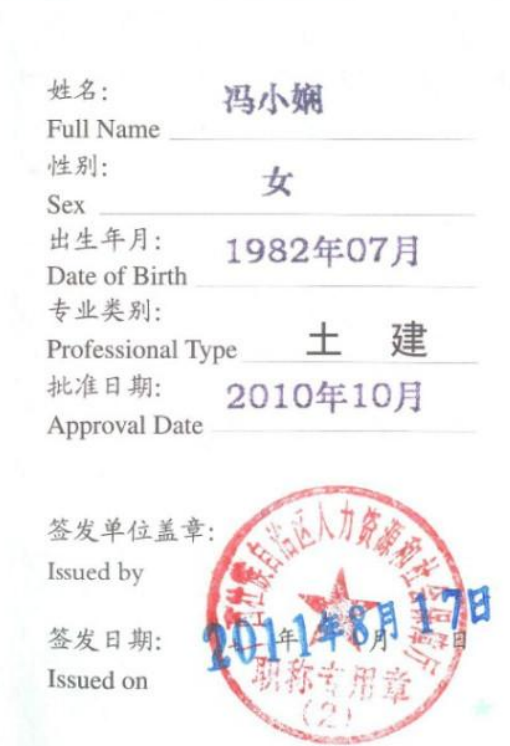 姓名: 冯小娴
Full Name
性别: 女
Sex
出生年月: 1982年07月
Date of Birth
专业类别:
Professional Type 土 建
批准日期: 2010年10月
Approval Date
签发单位盖章:
Issued by
壮族自治区人力资源和社会保障厅
职称专用章
(2)
签发日期: 2011年8月17日
Issued on